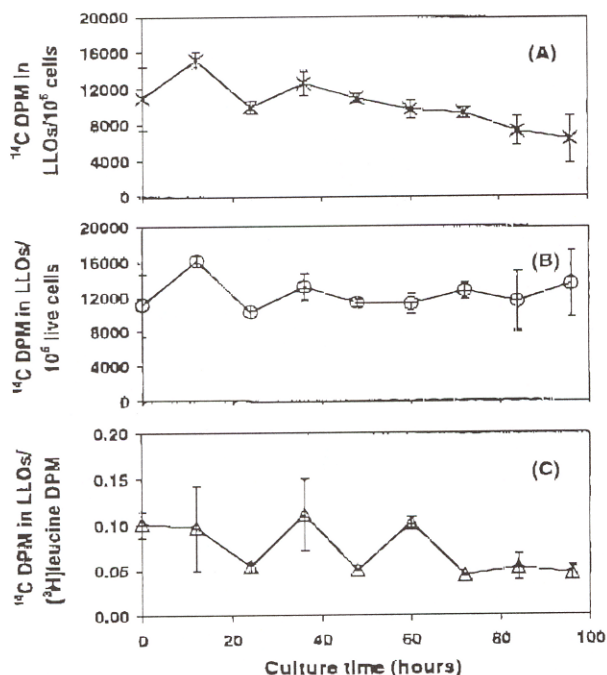 20000
16000
12000
8000
4000
0
¹⁴C DPM in
LLOs/10⁶ cells
(A)
20000
16000
12000
8000
4000
0
¹⁴C DPM in LLOs/
10⁶ live cells
(B)
0.20
0.15
0.10
0.05
0.00
¹⁴C DPM in LLOs/
[³H]leucine DPM
(C)
0 20 40 60 80 100
Culture time (hours)